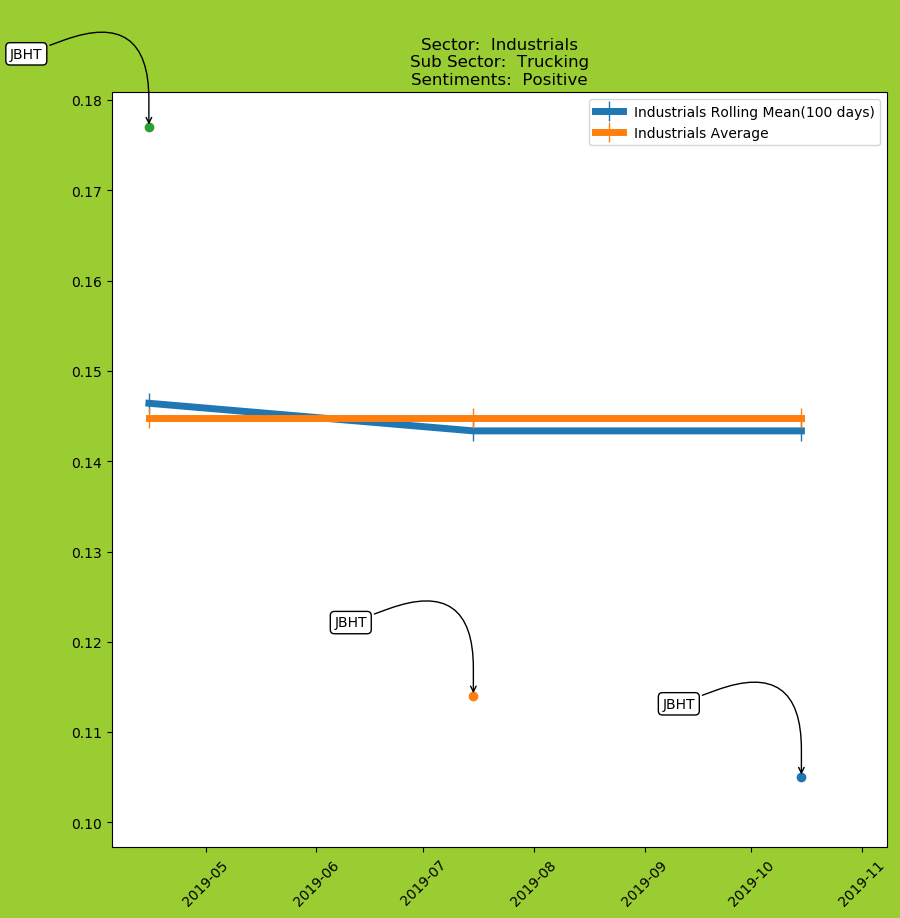 JBHT
Sector:  Industrials
Sub Sector:  Trucking
Sentiments:  Positive
Industrials Rolling Mean(100 days)
Industrials Average
0.18
0.17
0.16
0.15
0.14
0.13
0.12
0.11
0.10
JBHT
JBHT
2019-05
2019-06
2019-07
2019-08
2019-09
2019-10
2019-11